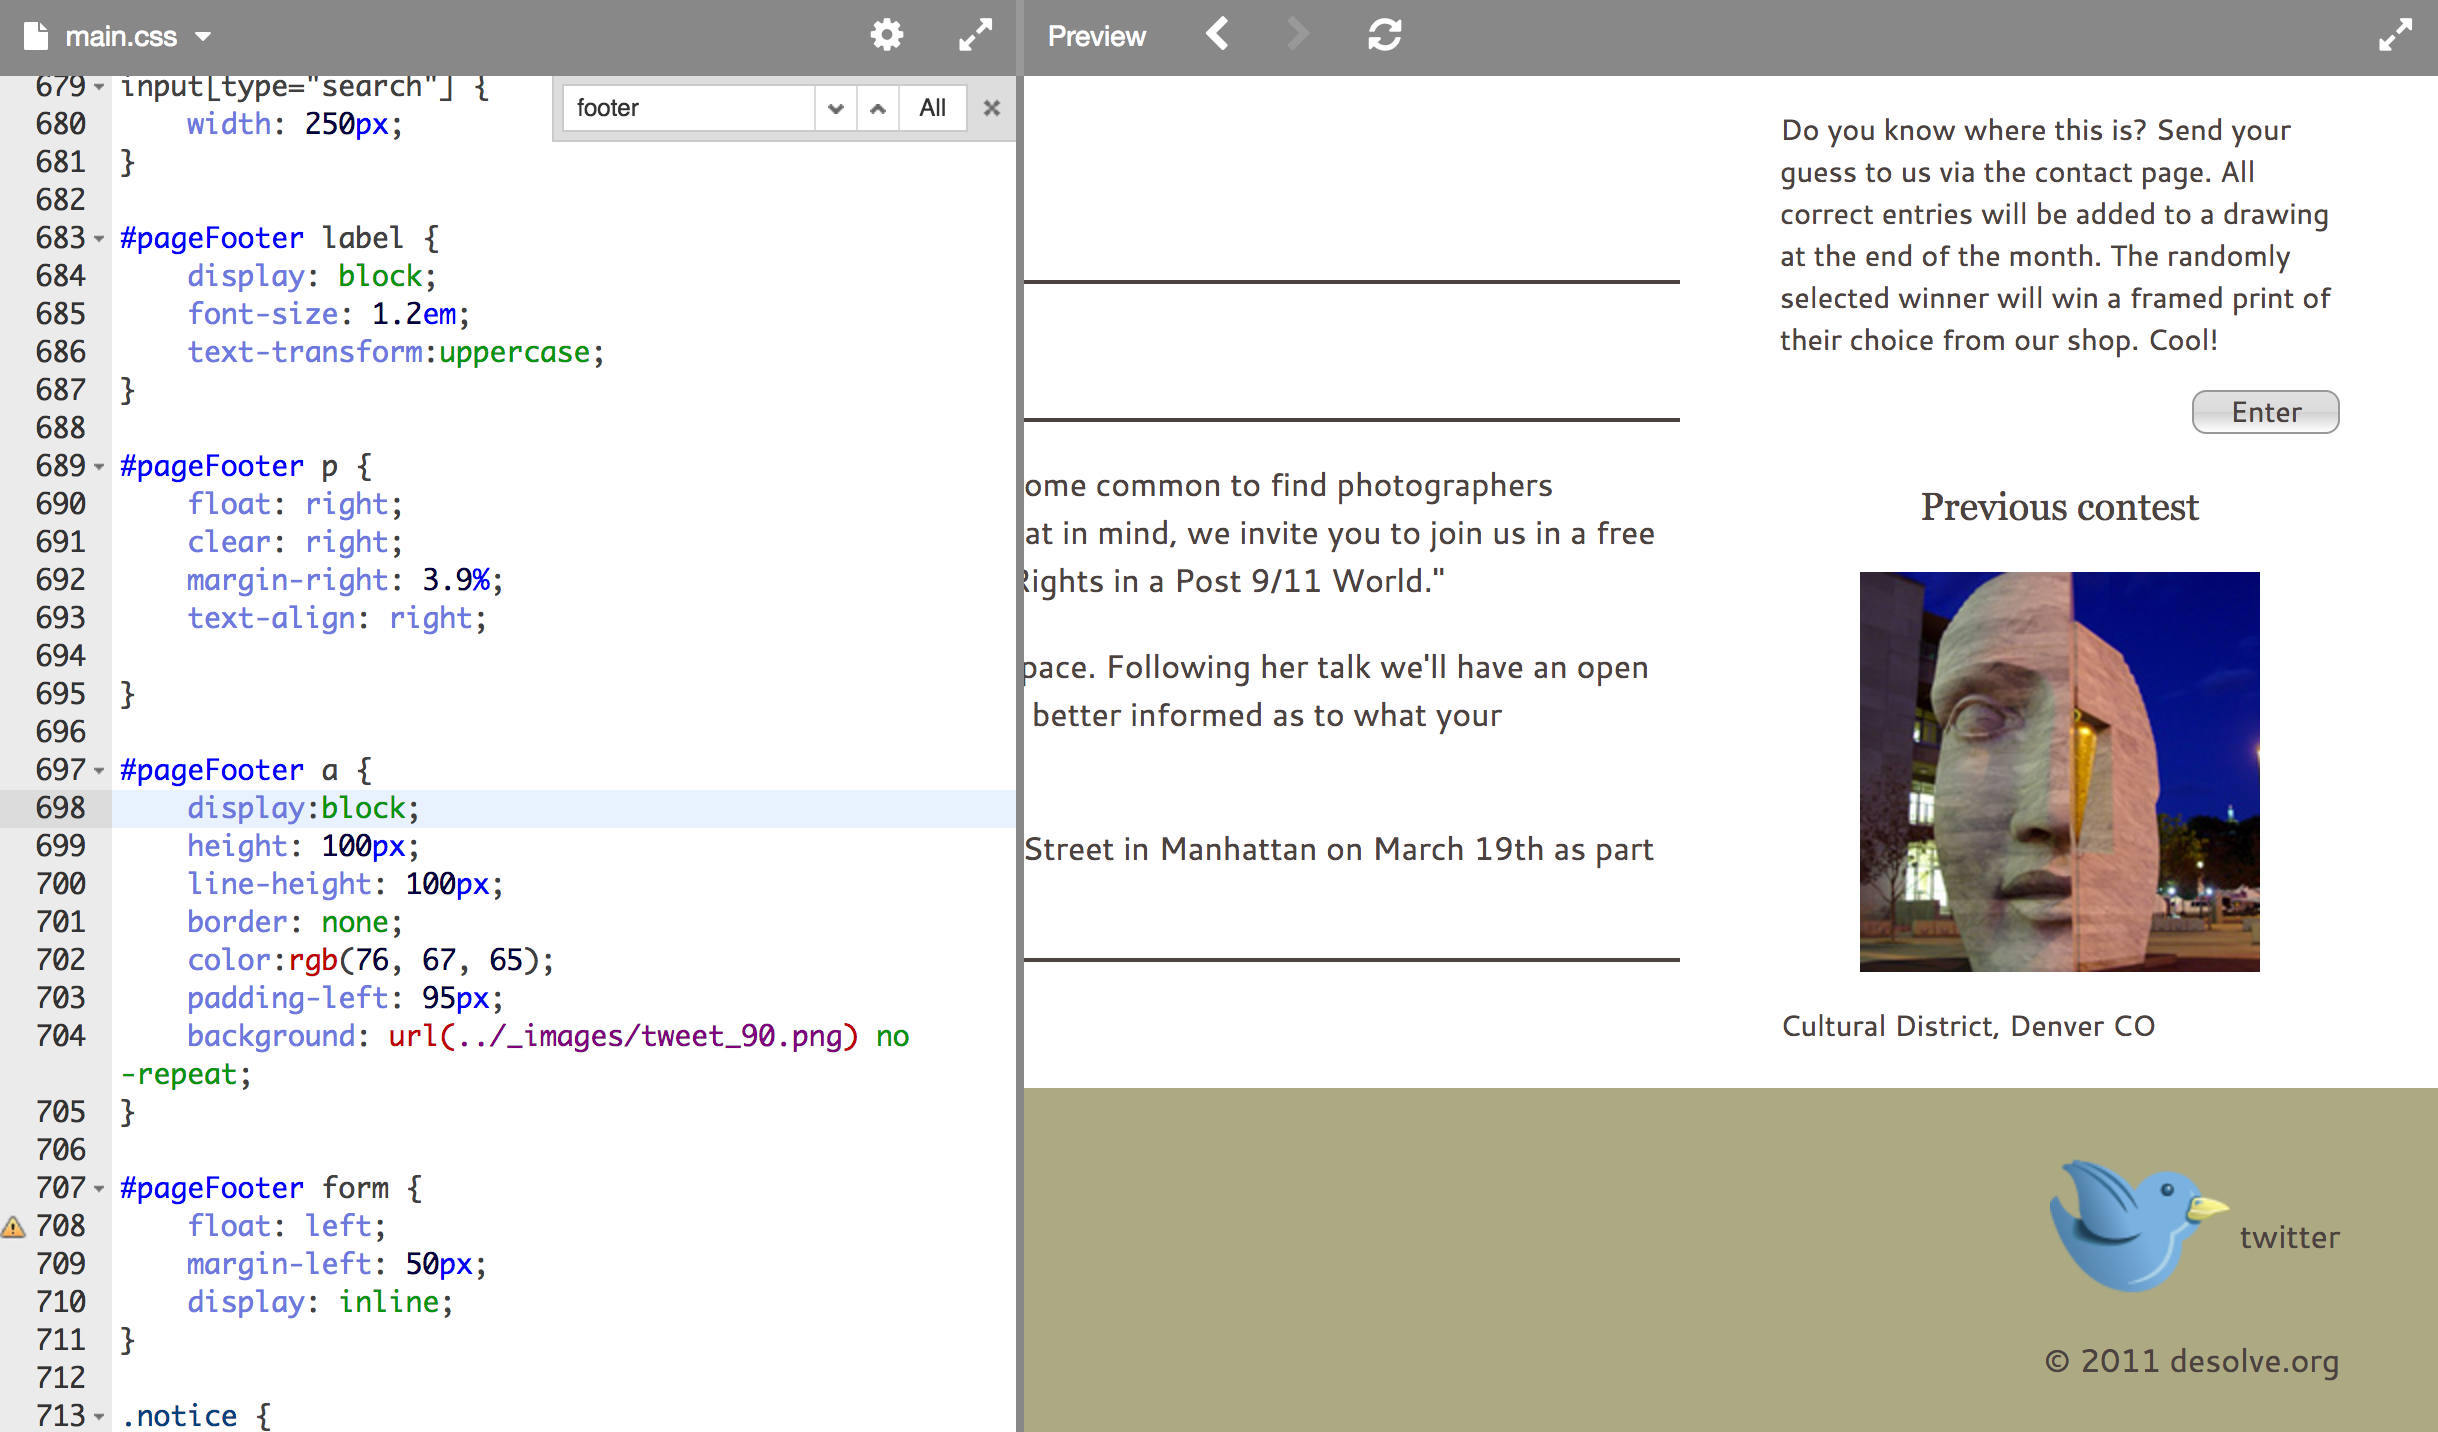 main.css
679 input[type="search"] {
680 width: 250px;
681 }
682
683 #pageFooter label {
684 display: block;
685 font-size: 1.2em;
686 text-transform:uppercase;
687 }
688
689 #pageFooter p {
690 float: right;
691 clear: right;
692 margin-right: 3.9%;
693 text-align: right;
694
695 }
696
697 #pageFooter a {
698 display:block;
699 height: 100px;
700 line-height: 100px;
701 border: none;
702 color:rgb(76, 67, 65);
703 padding-left: 95px;
704 background: url(../_images/tweet_90.png) no
-repeat;
705 }
706
707 #pageFooter form {
708 float: left;
709 margin-left: 50px;
710 display: inline;
711 }
712
713 .notice {
footer
All
Preview
Do you know where this is? Send your
guess to us via the contact page. All
correct entries will be added to a drawing
at the end of the month. The randomly
selected winner will win a framed print of
their choice from our shop. Cool!
Enter
ome common to find photographers
at in mind, we invite you to join us in a free
Rights in a Post 9/11 World."
pace. Following her talk we'll have an open
better informed as to what your
Street in Manhattan on March 19th as part
Previous contest
Cultural District, Denver CO
twitter
© 2011 desolve.org